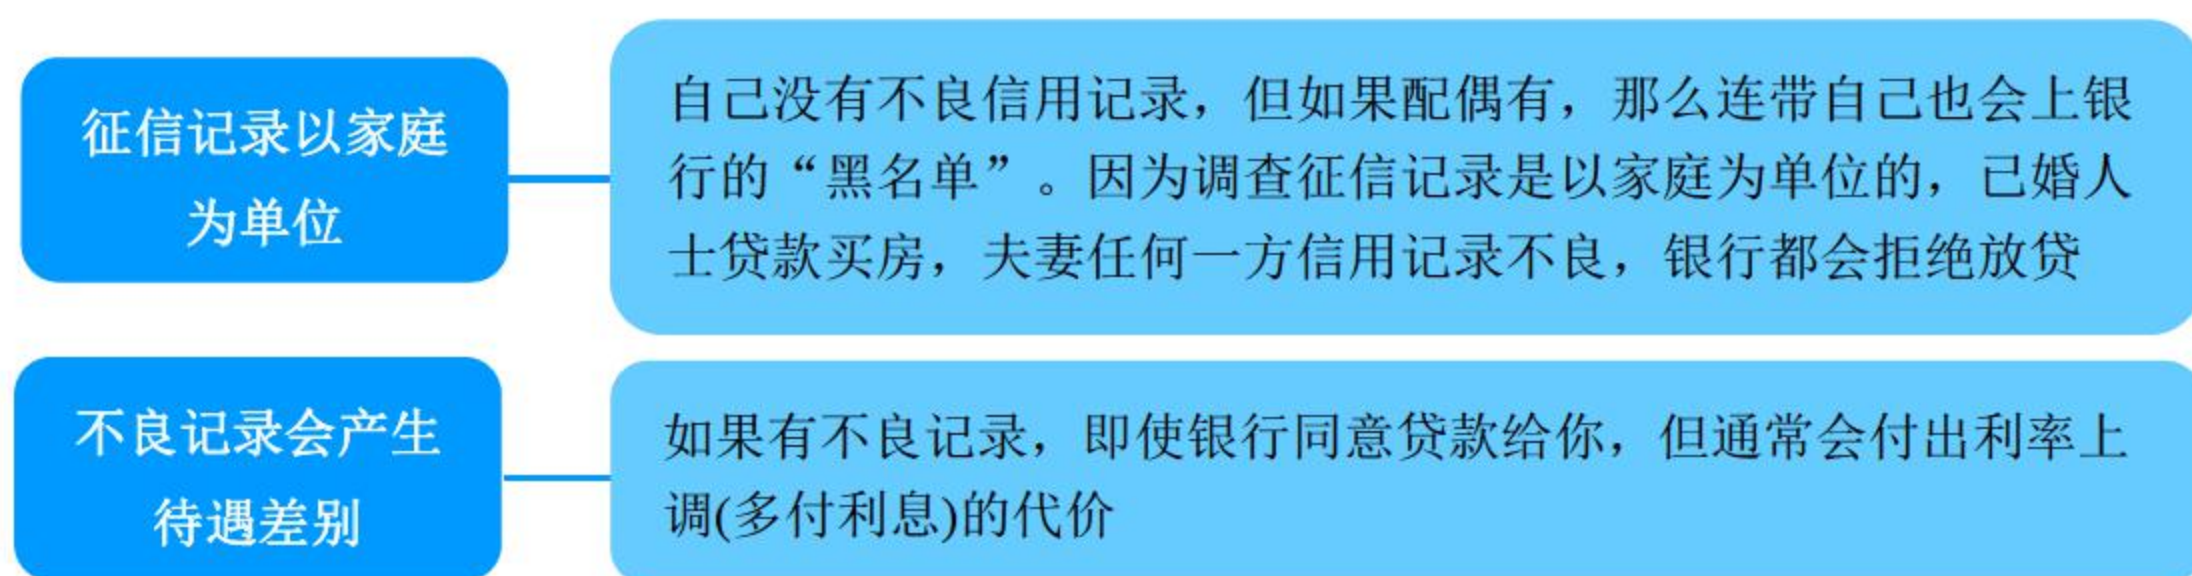 征信记录以家庭
为单位
自己没有不良信用记录，但如果配偶有，那么连带自己也会上银
行的“黑名单”。因为调查征信记录是以家庭为单位的，已婚人
士贷款买房，夫妻任何一方信用记录不良，银行都会拒绝放贷
不良记录会产生
待遇差别
如果有不良记录，即使银行同意贷款给你，但通常会付出利率上
调(多付利息)的代价